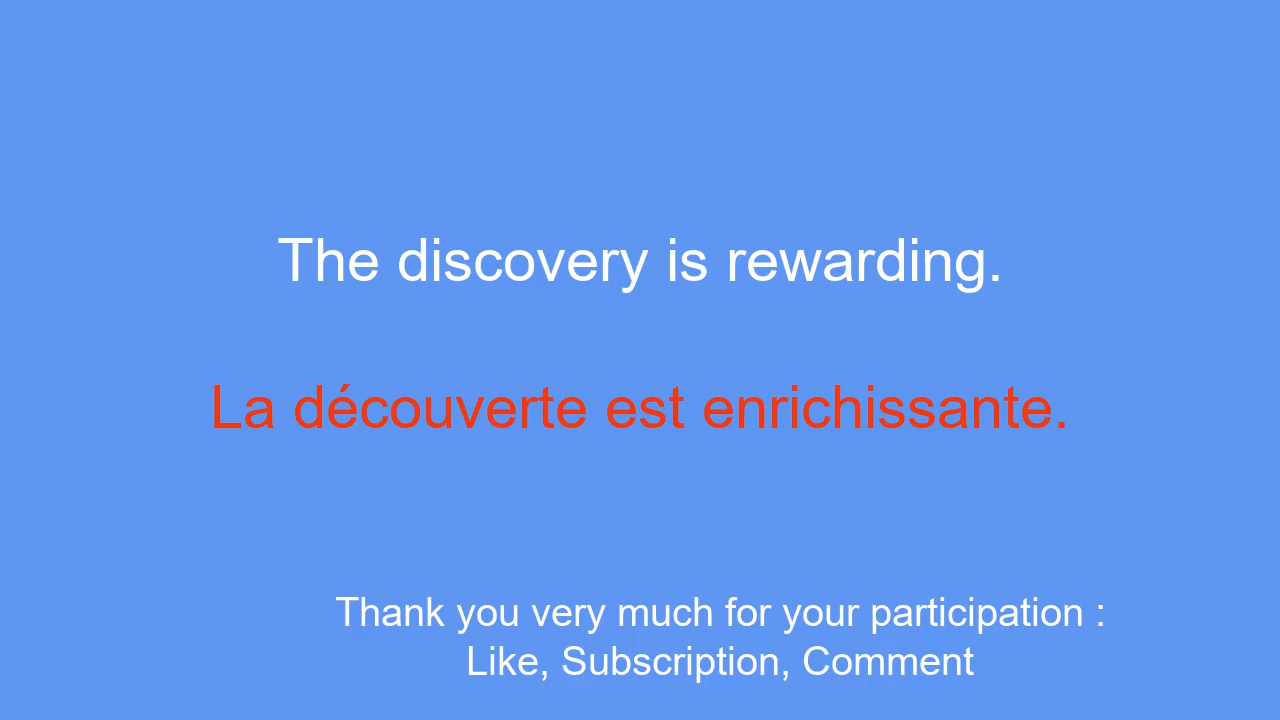 The discovery is rewarding.
La découverte est enrichissante.
Thank you very much for your participation :
Like, Subscription, Comment